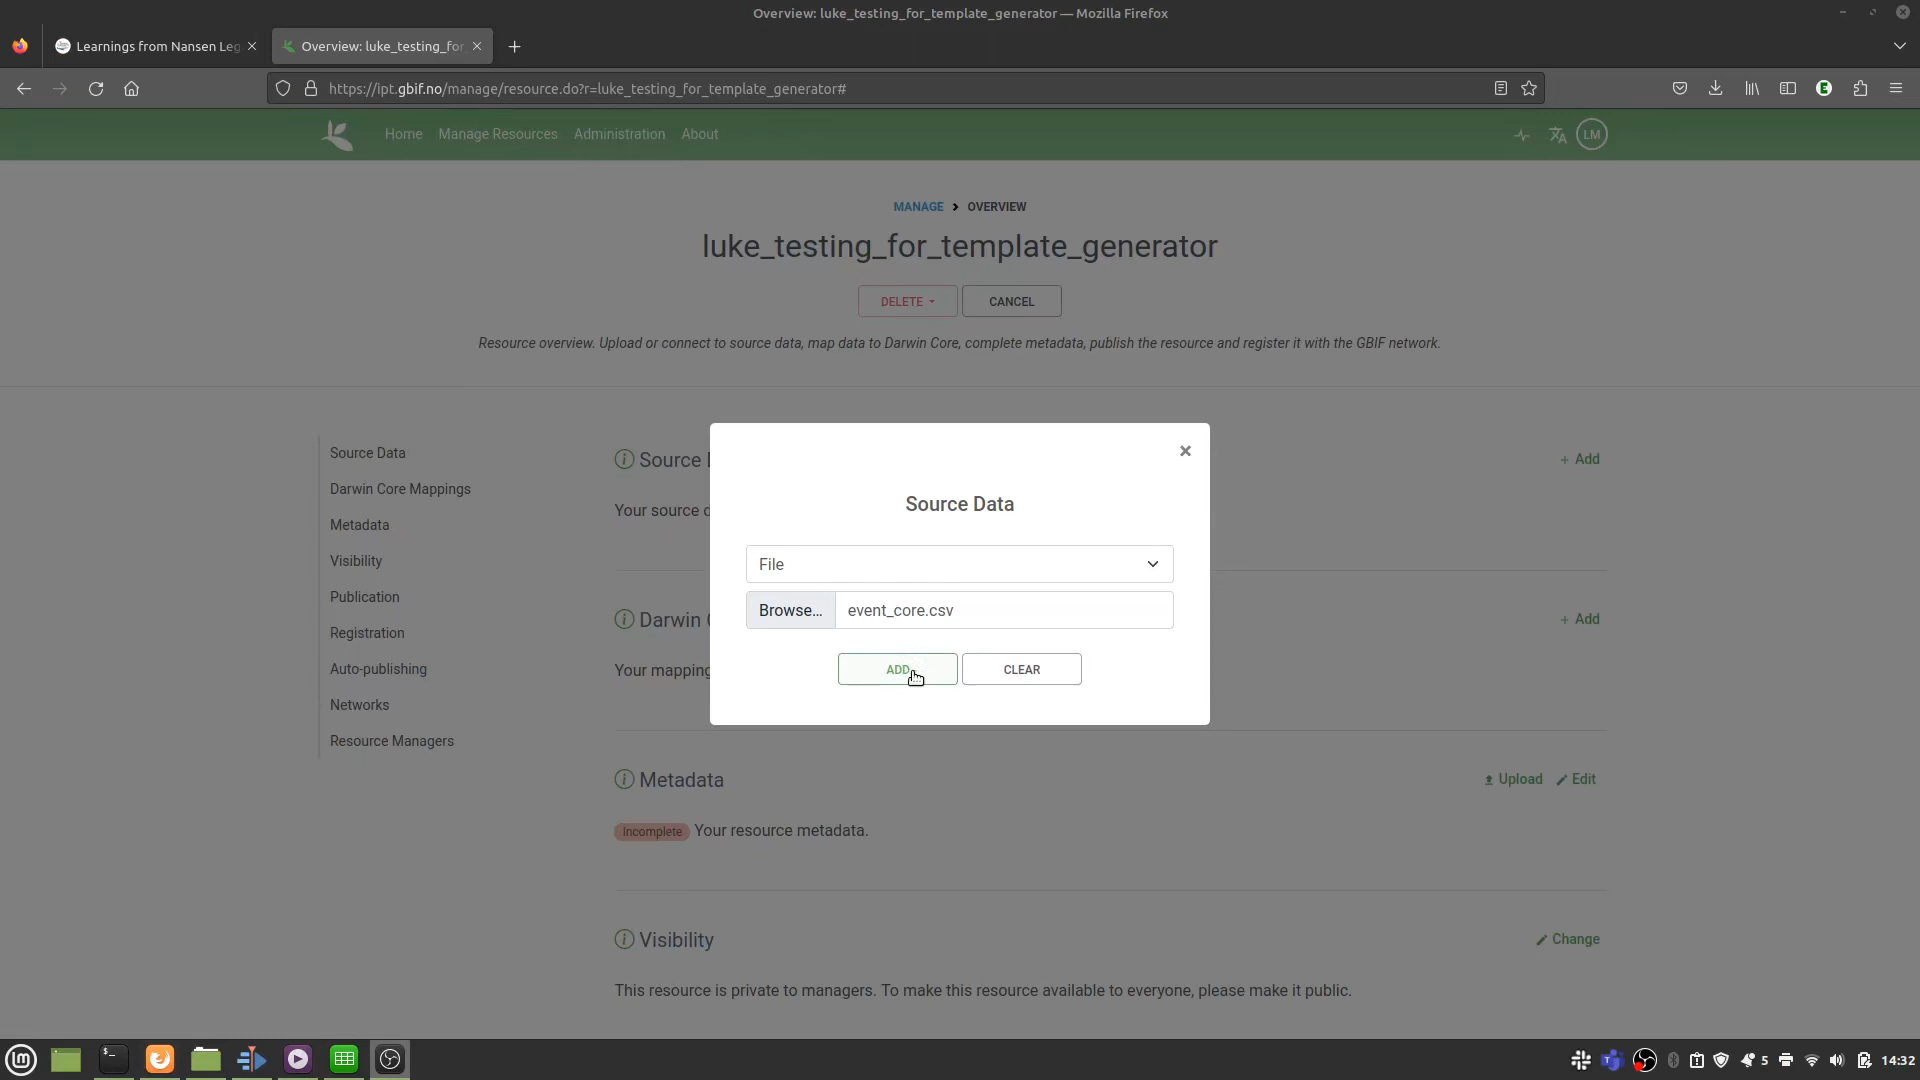 Overview: luke_testing_for_template_generator — Mozilla Firefox
Learnings from Nansen Leg
Overview: luke_testing_for
https://ipt.gbif.no/manage/resource.do?r=luke_testing_for_template_generator#
Home Manage Resources Administration About
LM
MANAGE > OVERVIEW
luke_testing_for_template_generator
DELETE CANCEL
Resource overview. Upload or connect to source data, map data to Darwin Core, complete metadata, publish the resource and register it with the GBIF network.
Source Data
Darwin Core Mappings
Metadata
Visibility
Publication
Registration
Auto-publishing
Networks
Resource Managers
Source
+ Add
Your source
Darwin
+ Add
Your mapping
Metadata
Upload Edit
Incomplete Your resource metadata.
Visibility
Change
This resource is private to managers. To make this resource available to everyone, please make it public.
×
Source Data
File
Browse... event_core.csv
ADD CLEAR
5
14:32